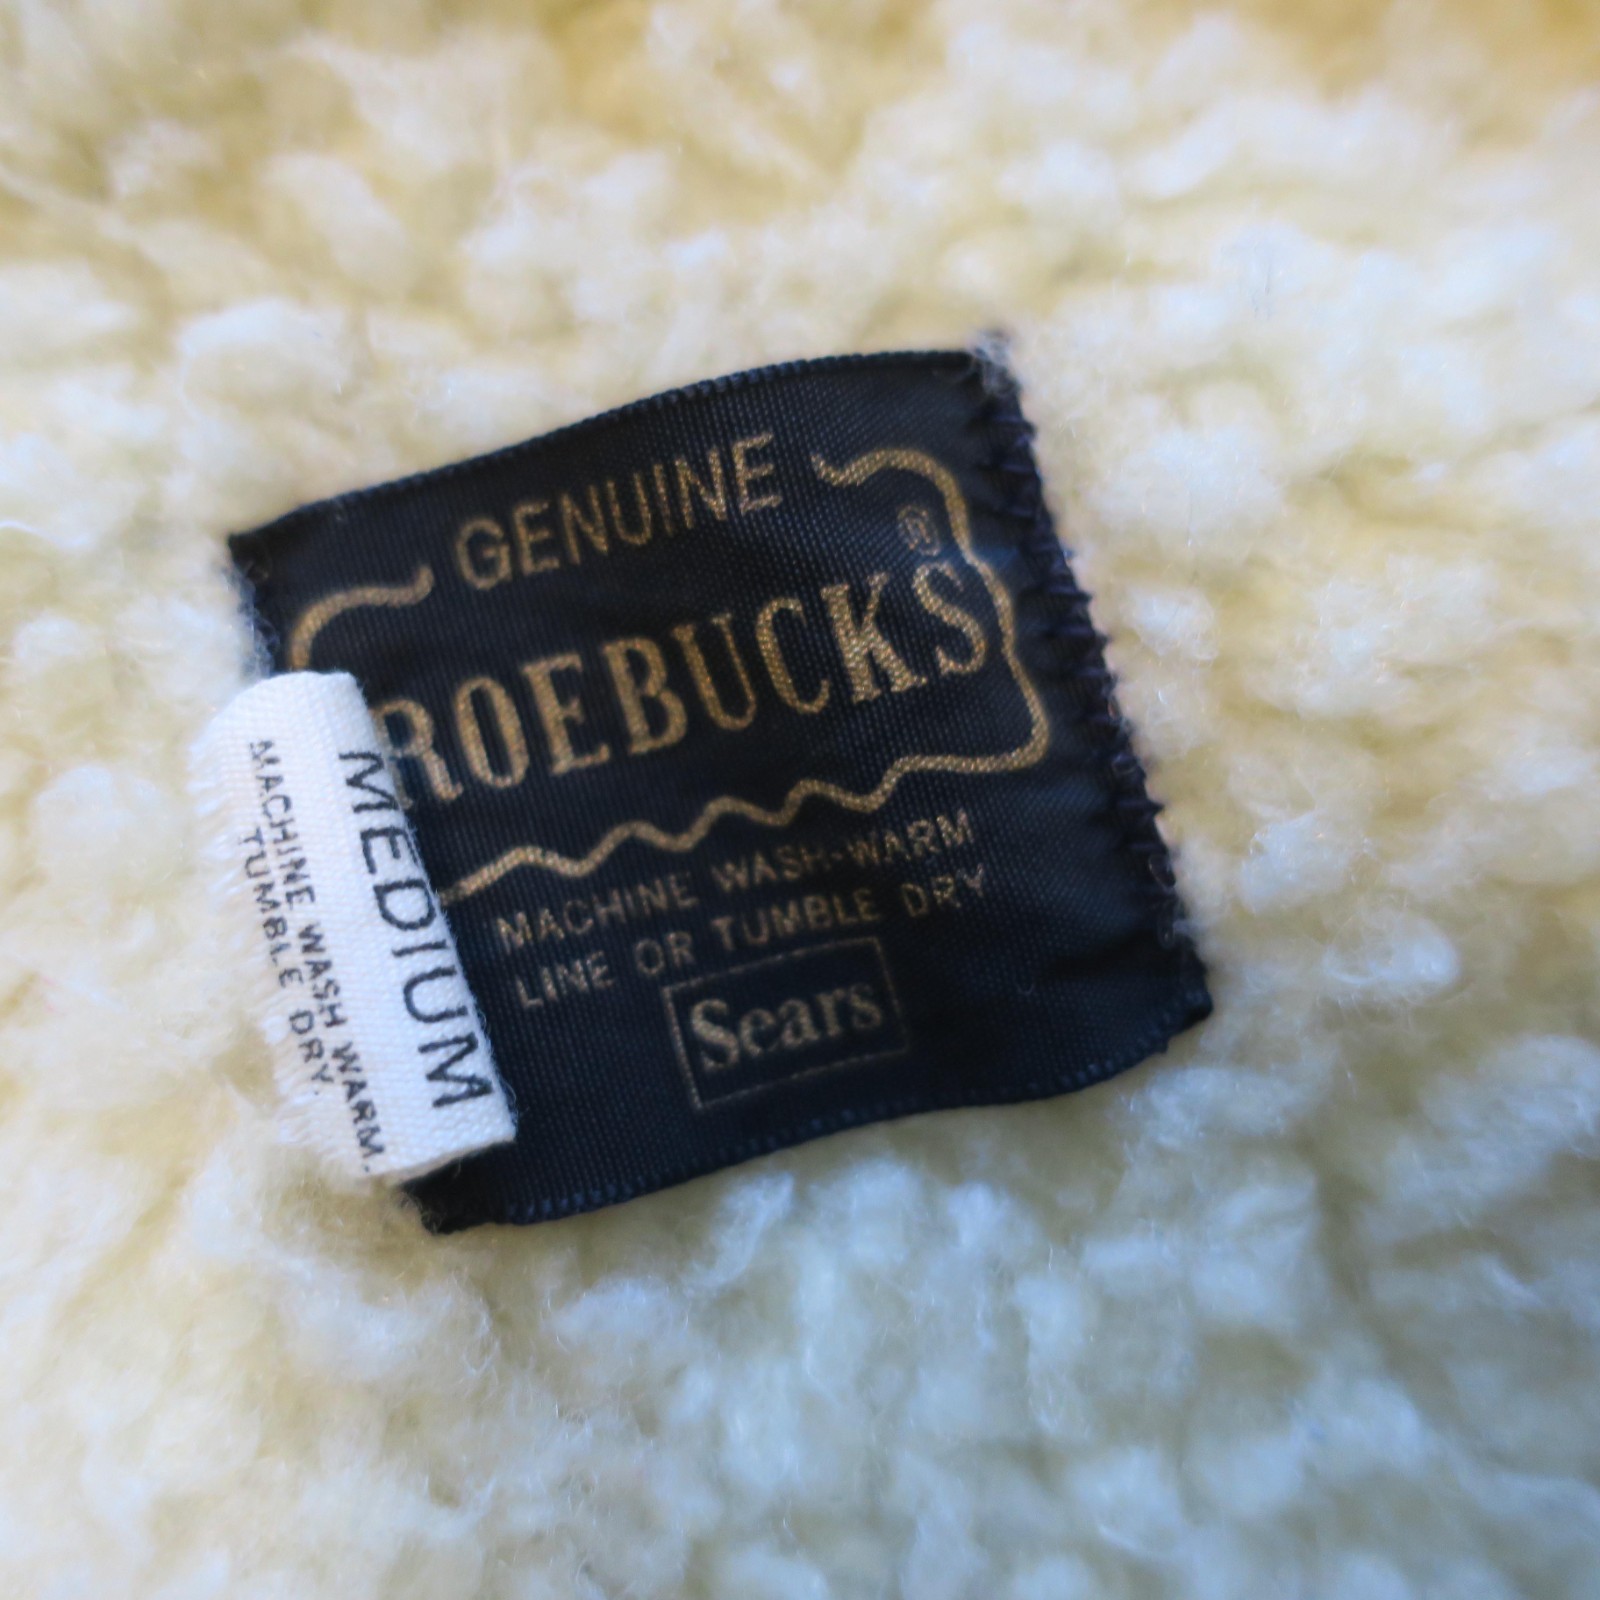 GENUINE
ROEBUCKS®
MACHINE WASH-WARM
LINE OR TUMBLE DRY
Sears
MEDIUM
MACHINE WASH WARM.
TUMBLE DRY.